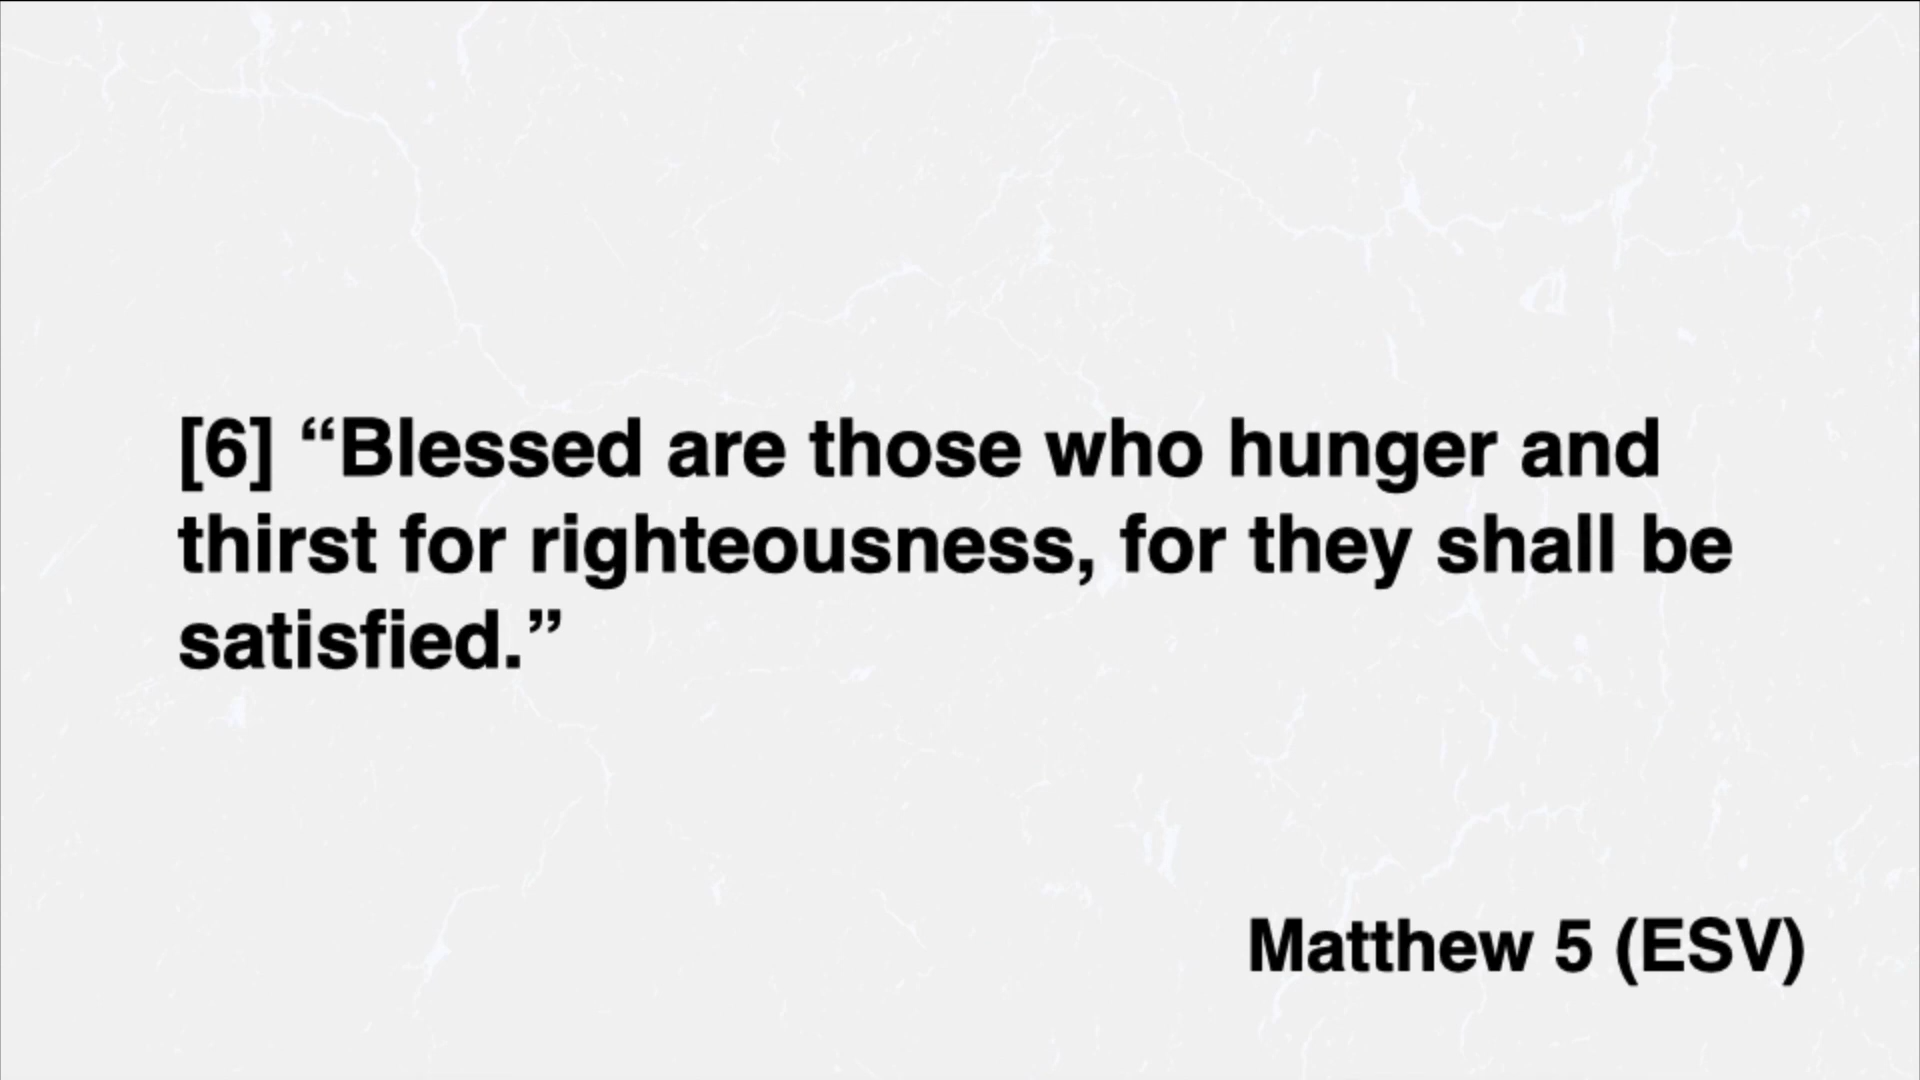 [6] “Blessed are those who hunger and
thirst for righteousness, for they shall be
satisfied.”
Matthew 5 (ESV)